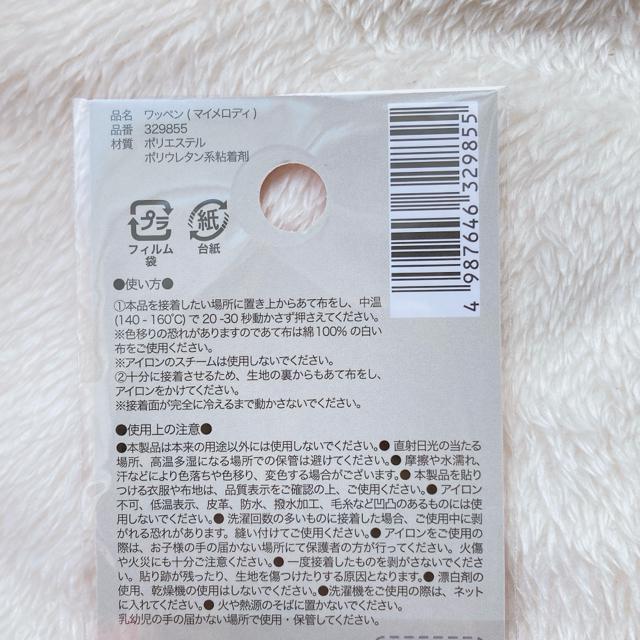 品名 ワッペン(マイメロディ)
品番 329855
材質 ポリエステル
ポリウレタン系粘着剤
プラ
紙
フィルム
袋
台紙
4 987646 329855
●使い方●
①本品を接着したい場所に置き上からあて布をし、中温
(140-160℃)で20-30秒動かさず押さえてください。
※色移りの恐れがありますのであて布は綿100%の白い
布をご使用ください。
※アイロンのスチームは使用しないでください。
②十分に接着させるため、生地の裏からもあて布をし、
アイロンをかけてください。
※接着面が完全に冷えるまで動かさないでください。
●使用上の注意●
●本製品は本来の用途以外には使用しないでください。● 直射日光の当たる
場所、高温多湿になる場所での保管は避けてください。● 摩擦や水濡れ、
汗などにより色落ちや色移り、変色する場合がございます。● 本製品を貼り
つける衣服や布地は、品質表示をご確認の上、ご使用ください。● アイロン
不可、低温表示、皮革、防水、撥水加工、毛糸など凹凸のあるものには使
用しないでください。● 洗濯回数の多いものに接着した場合、ご使用中に剥
がれる恐れがあります。縫い付けてご使用ください。● アイロンをご使用の
際は、お子様の手の届かない場所にて保護者の方が行ってください。火傷
や火災にも十分ご注意ください。● 一度接着したものを剥がさないでくださ
い。貼り跡が残ったり、生地を傷つけたりする原因となります。● 漂白剤の
使用、乾燥機の使用はしないでください。●洗濯機をご使用の際は、ネット
に入れてください。● 火や熱源のそばに置かないでください。
乳幼児の手の届かない場所で使用・保管してください。